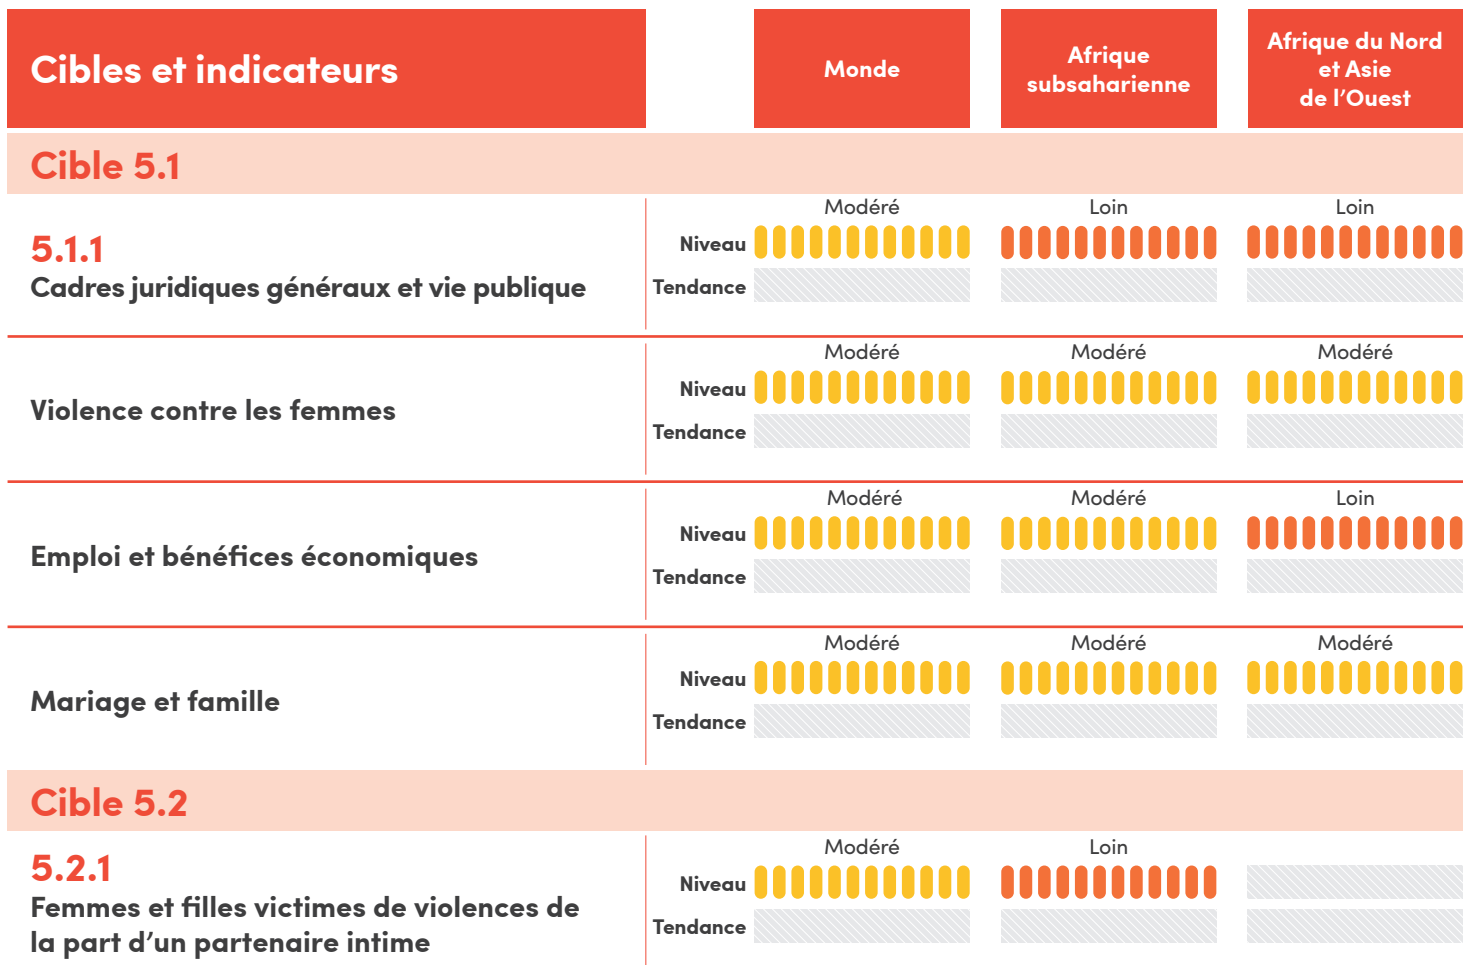 Cibles et indicateurs
Monde
Afrique
subsaharienne
Afrique du Nord
et Asie
de l’Ouest
Cible 5.1
5.1.1
Cadres juridiques généraux et vie publique
Modéré
Loin
Loin
Niveau
Tendance
Violence contre les femmes
Modéré
Modéré
Modéré
Niveau
Tendance
Emploi et bénéfices économiques
Modéré
Modéré
Loin
Niveau
Tendance
Mariage et famille
Modéré
Modéré
Modéré
Niveau
Tendance
Cible 5.2
5.2.1
Femmes et filles victimes de violences de
la part d’un partenaire intime
Modéré
Loin
Niveau
Tendance